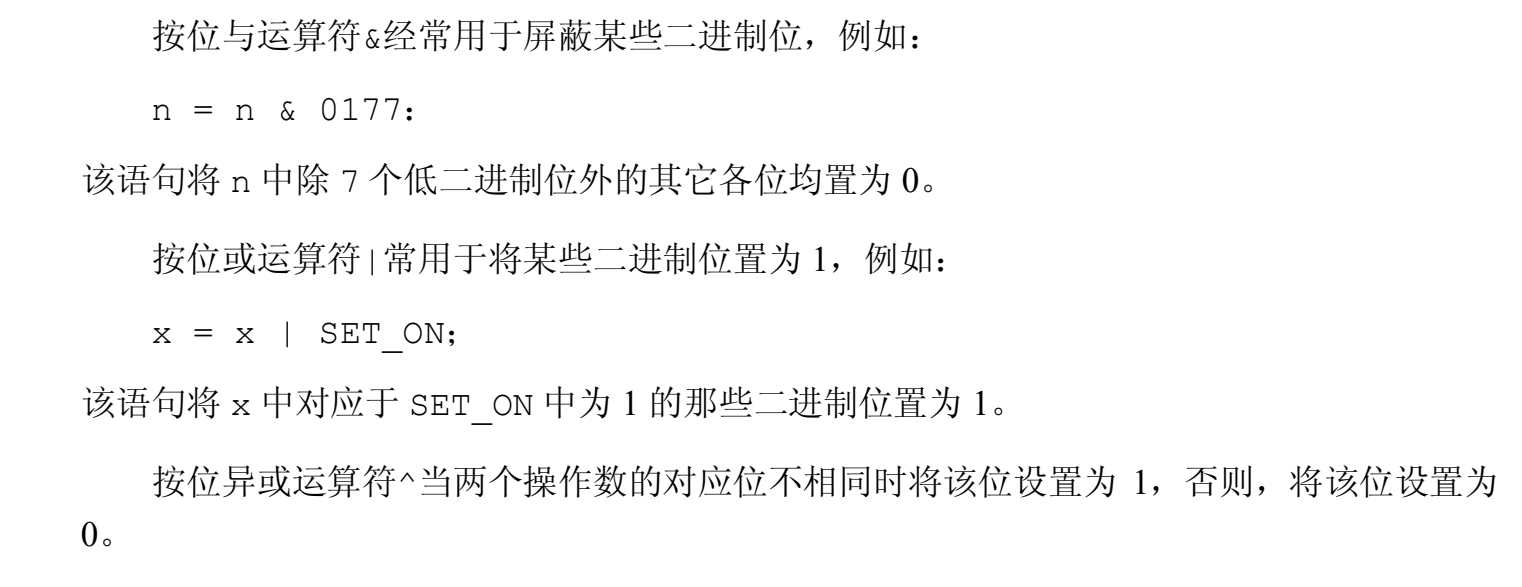 按位与运算符&经常用于屏蔽某些二进制位，例如：
n = n & 0177：
该语句将 n 中除 7 个低二进制位外的其它各位均置为 0。
按位或运算符|常用于将某些二进制位置为 1，例如：
x = x | SET_ON；
该语句将 x 中对应于 SET_ON 中为 1 的那些二进制位置为 1。
按位异或运算符^当两个操作数的对应位不相同时将该位设置为 1，否则，将该位设置为
0。